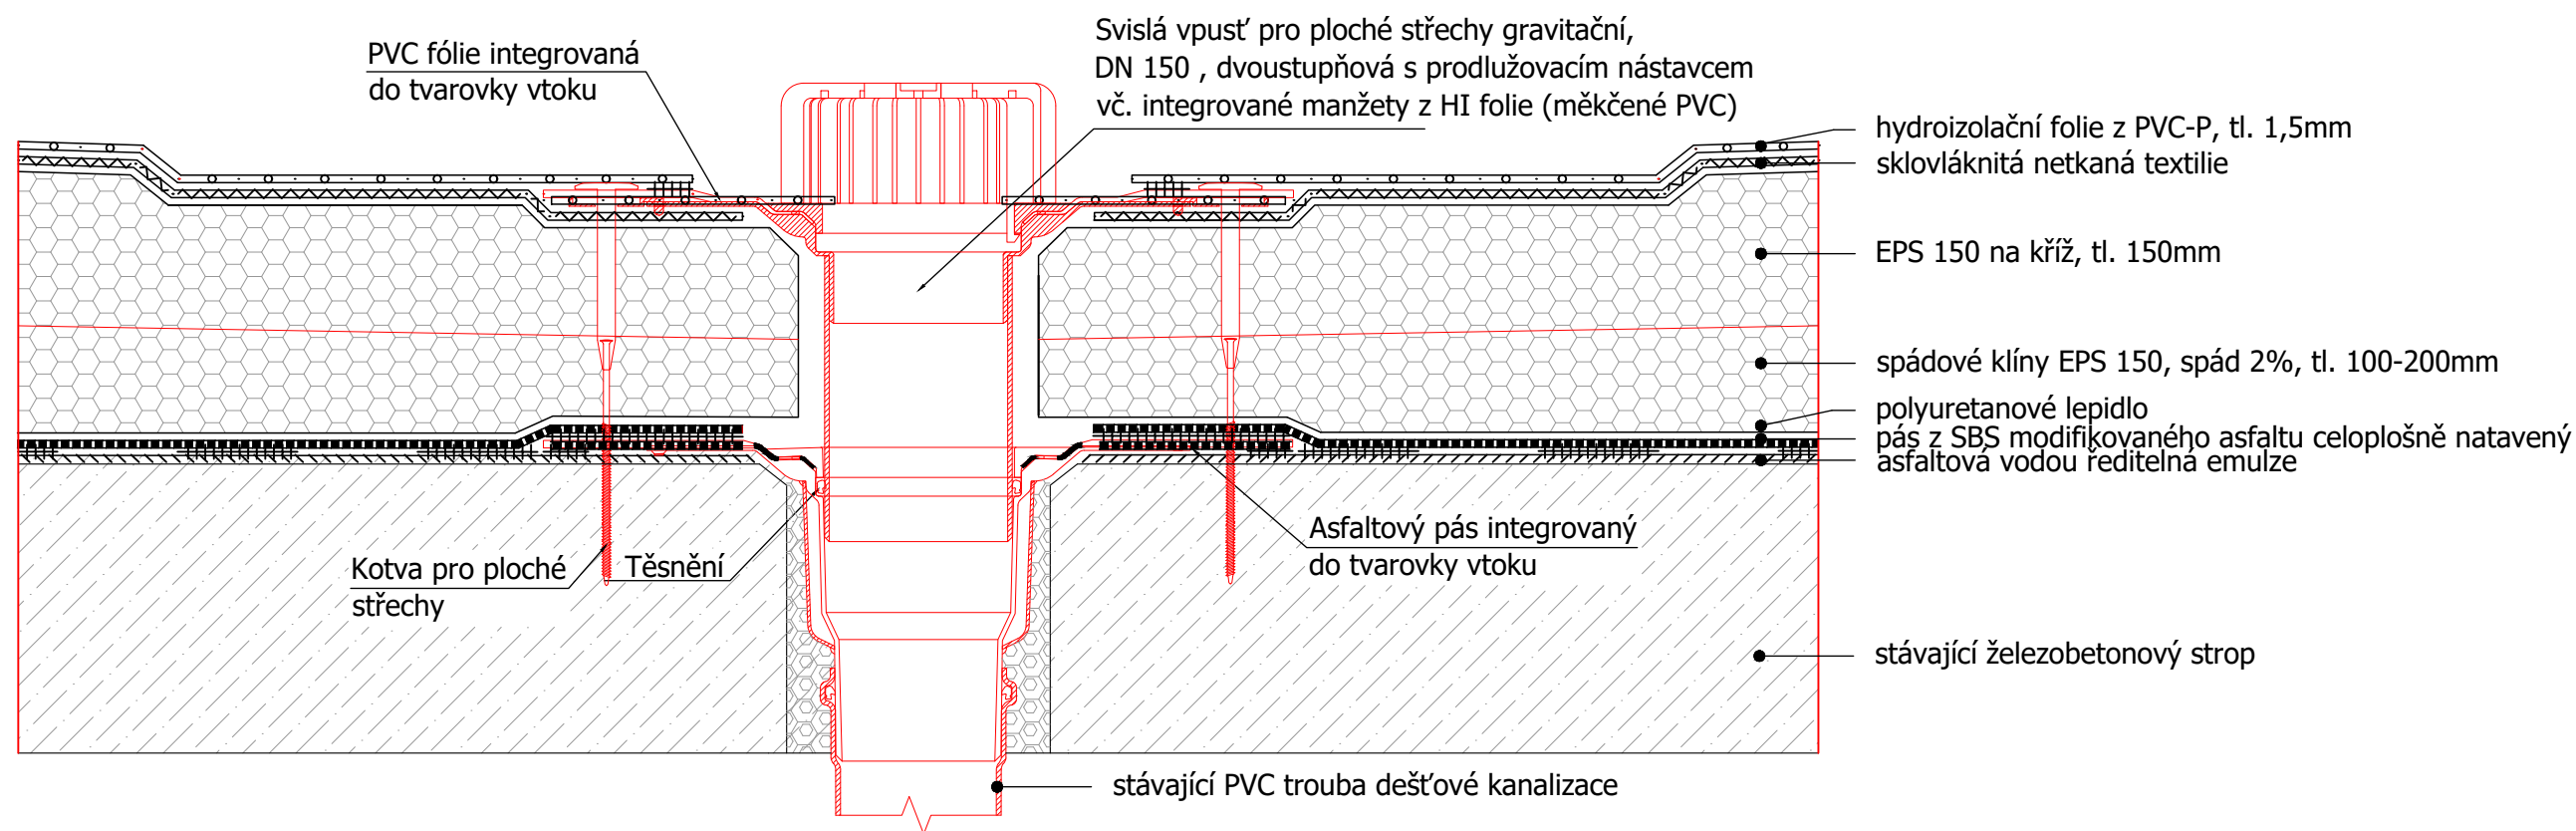 PVC fólie integrovaná
do tvarovky vtoku
Svislá vpusť pro ploché střechy gravitační,
DN 150 , dvoustupňová s prodlužovacím nástavcem
vč. integrované manžety z HI folie (měkčené PVC)
hydroizolační folie z PVC-P, tl. 1,5mm
sklovláknitá netkaná textilie
EPS 150 na kříž, tl. 150mm
spádové klíny EPS 150, spád 2%, tl. 100-200mm
polyuretanové lepidlo
pás z SBS modifikovaného asfaltu celoplošně natavený
asfaltová vodou ředitelná emulze
Kotva pro ploché
střechy
Těsnění
Asfaltový pás integrovaný
do tvarovky vtoku
stávající železobetonový strop
stávající PVC trouba dešťové kanalizace